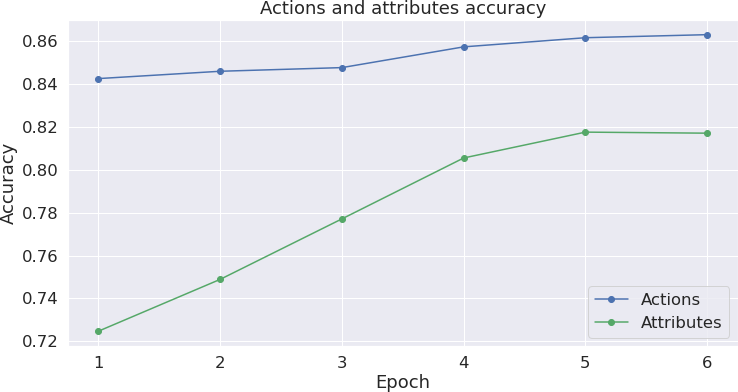 Actions and attributes accuracy
Accuracy
0.86
0.84
0.82
0.80
0.78
0.76
0.74
0.72
Actions
Attributes
1 2 3 4 5 6
Epoch